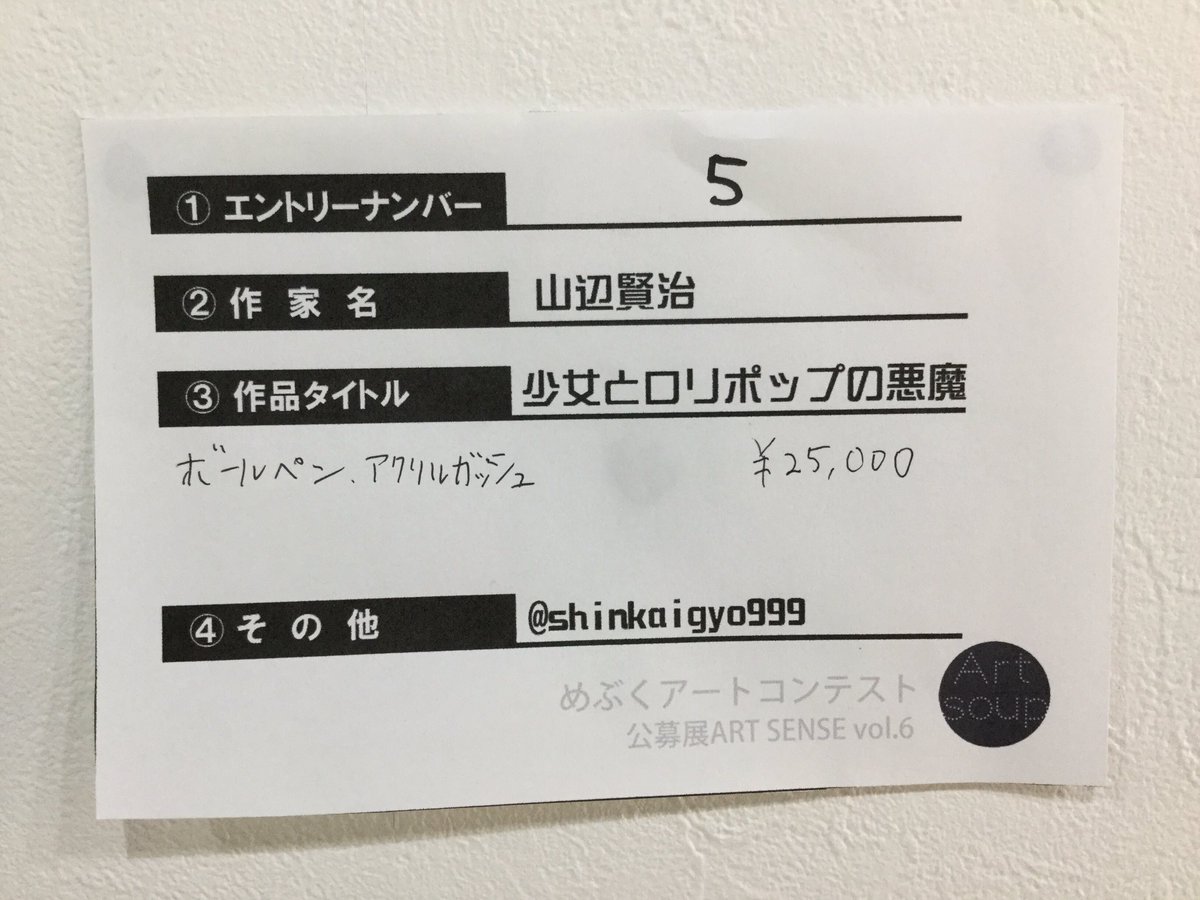 ① エントリーナンバー 5
② 作家名 山辺賢治
③ 作品タイトル 少女とロリポップの悪魔
ボールペン、アクリルガッシュ ¥25,000
④ その他 @shinkaigyo999
めぶくアートコンテスト
公募展ART SENSE vol.6
Art
soup